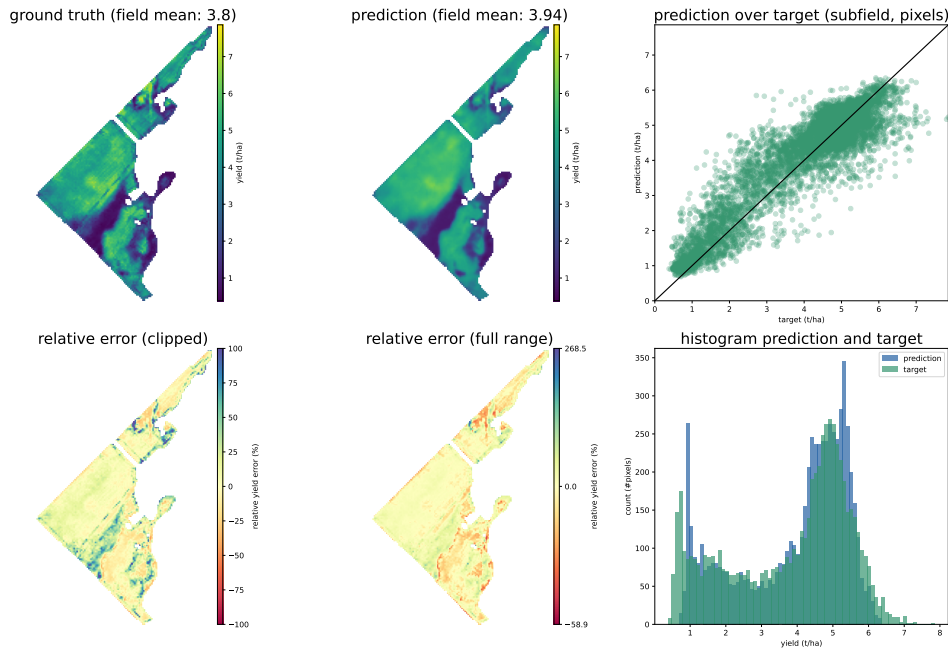 ground truth (field mean: 3.8)
7
6
5
4
3
2
1
yield (t/ha)
prediction (field mean: 3.94)
7
6
5
4
3
2
1
yield (t/ha)
prediction over target (subfield, pixels)
7
6
5
4
3
2
1
0
prediction (t/ha)
0 1 2 3 4 5 6 7
target (t/ha)
relative error (clipped)
100
75
50
25
0
−25
−50
−75
−100
relative yield error (%)
relative error (full range)
268.5
0.0
−58.9
relative yield error (%)
histogram prediction and target
350
300
250
200
150
100
50
0
count (#pixels)
prediction
target
1 2 3 4 5 6 7 8
yield (t/ha)